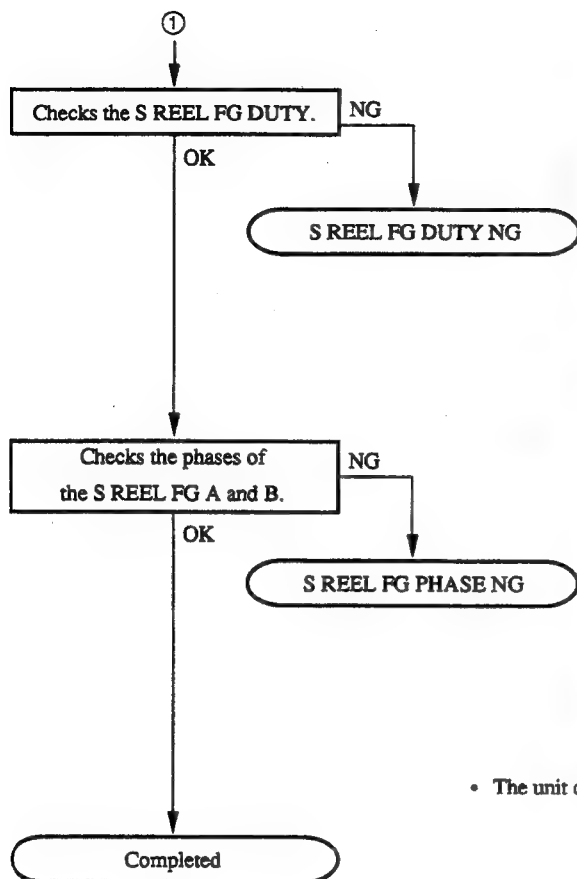 ①
Checks the S REEL FG DUTY.
NG
OK
S REEL FG DUTY NG
Checks the phases of
the S REEL FG A and B.
NG
OK
S REEL FG PHASE NG
• The unit
Completed